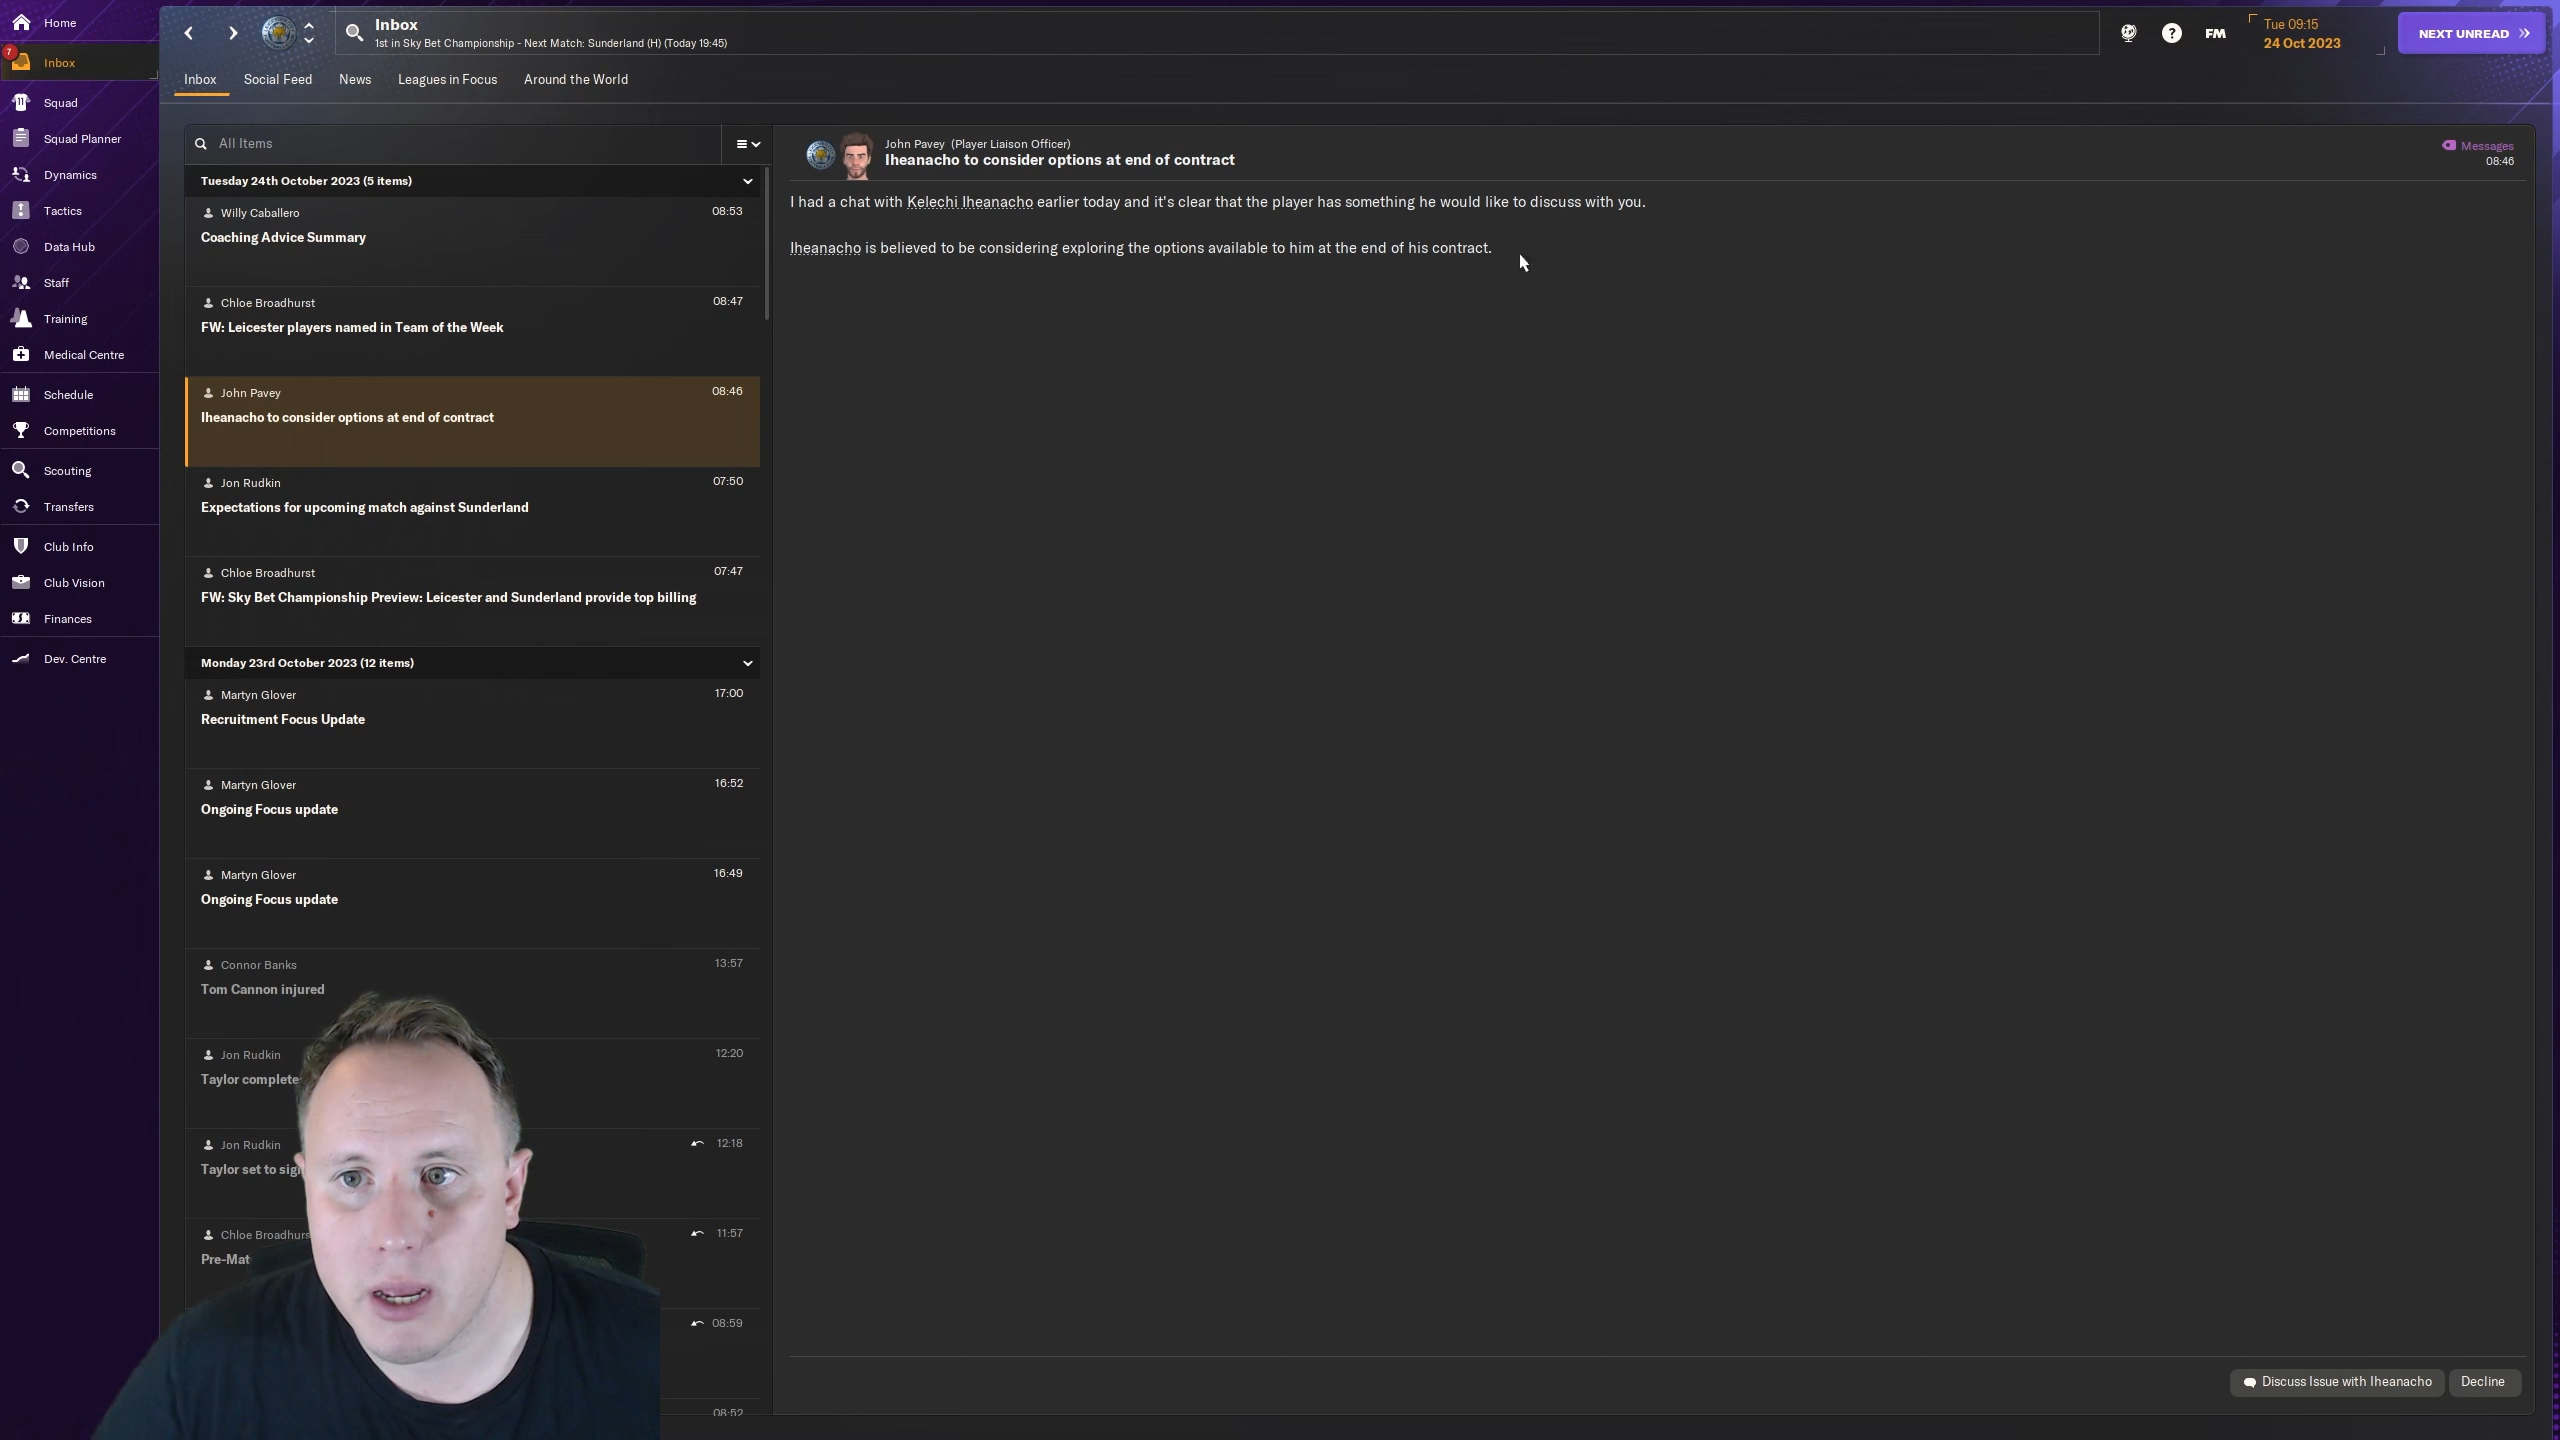 Home
7
Inbox
Squad
Squad Planner
Dynamics
Tactics
Data Hub
Staff
Training
Medical Centre
Schedule
Competitions
Scouting
Transfers
Club Info
Club Vision
Finances
Dev. Centre
Inbox
1st in Sky Bet Championship - Next Match: Sunderland (H) (Today 19:45)
?
FM
Tue 09:15
24 Oct 2023
NEXT UNREAD
Inbox Social Feed News Leagues in Focus Around the World
All Items
Tuesday 24th October 2023 (5 items)
Willy Caballero 08:53
Coaching Advice Summary
Chloe Broadhurst 08:47
FW: Leicester players named in Team of the Week
John Pavey 08:46
Iheanacho to consider options at end of contract
Jon Rudkin 07:50
Expectations for upcoming match against Sunderland
Chloe Broadhurst 07:47
FW: Sky Bet Championship Preview: Leicester and Sunderland provide top billing
Monday 23rd October 2023 (12 items)
Martyn Glover 17:00
Recruitment Focus Update
Martyn Glover 16:52
Ongoing Focus update
Martyn Glover 16:49
Ongoing Focus update
Connor Banks 13:57
Tom Cannon injured
Jon Rudkin 12:20
Taylor complete
Jon Rudkin 12:18
Taylor set to sig
Chloe Broadhurs 11:57
Pre-Mat
08:59
08:52
John Pavey (Player Liaison Officer)
Iheanacho to consider options at end of contract
Messages
08:46
I had a chat with Kelechi Iheanacho earlier today and it's clear that the player has something he would like to discuss with you.
Iheanacho is believed to be considering exploring the options available to him at the end of his contract.
Discuss Issue with Iheanacho
Decline